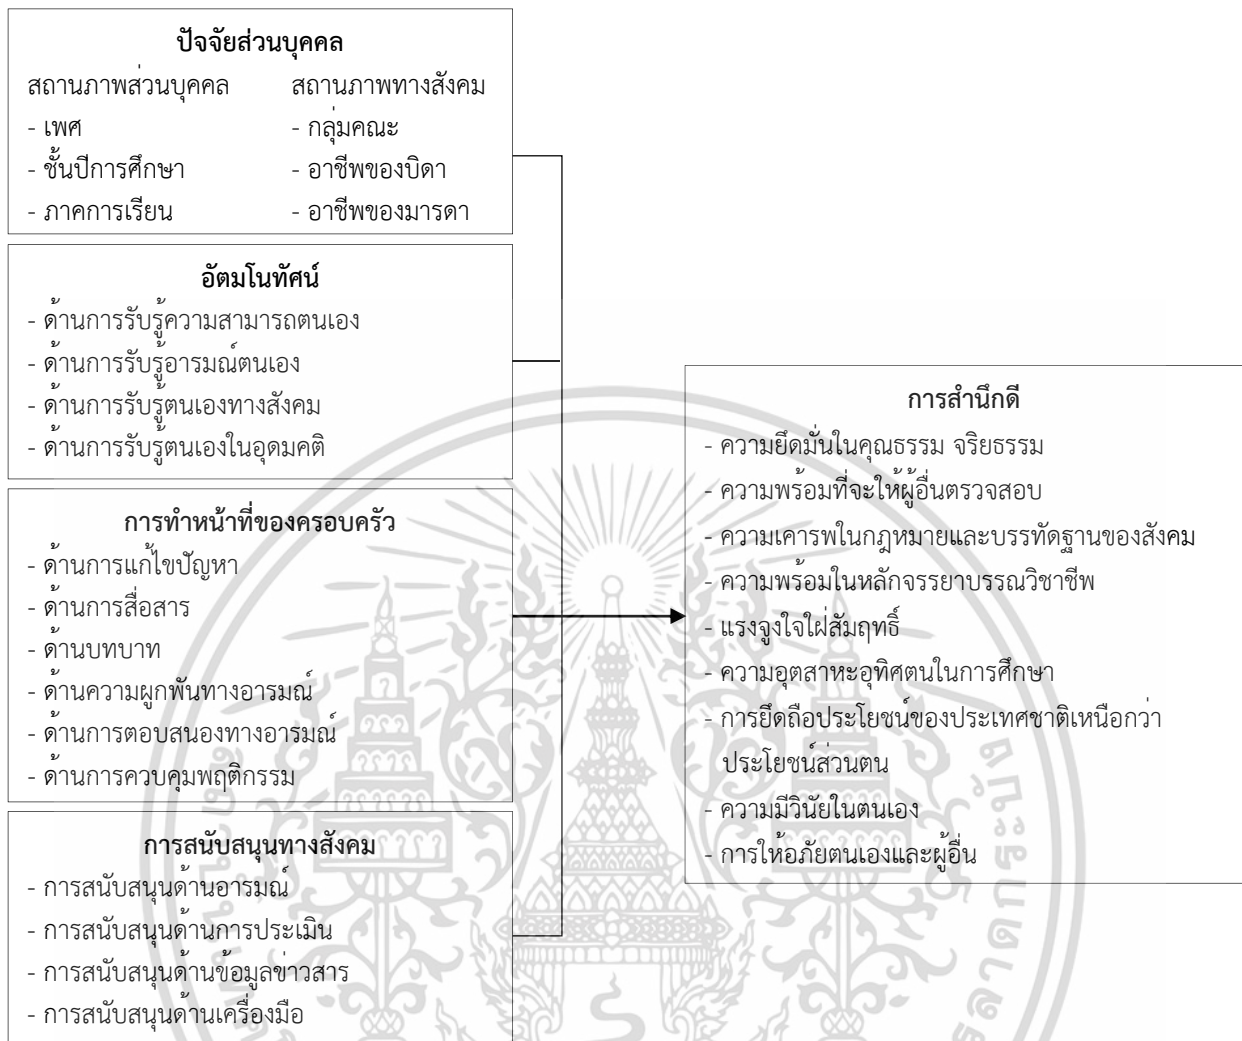 ปัจจัยส่วนบุคคล
สถานภาพส่วนบุคคล สถานภาพทางสังคม
- เพศ - กลุ่มคณะ
- ชั้นปีการศึกษา - อาชีพของบิดา
- ภาคการเรียน - อาชีพของมารดา
อัตมโนทัศน์
- ด้านการรับรู้ความสามารถตนเอง
- ด้านการรับรู้อารมณ์ตนเอง
- ด้านการรับรู้ตนเองทางสังคม
- ด้านการรับรู้ตนเองในอุดมคติ
การทำหน้าที่ของครอบครัว
- ด้านการแก้ไขปัญหา
- ด้านการสื่อสาร
- ด้านบทบาท
- ด้านความผูกพันทางอารมณ์
- ด้านการตอบสนองทางอารมณ์
- ด้านการควบคุมพฤติกรรม
การสนับสนุนทางสังคม
- การสนับสนุนด้านอารมณ์
- การสนับสนุนด้านการประเมิน
- การสนับสนุนด้านข้อมูลข่าวสาร
- การสนับสนุนด้านเครื่องมือ
การสำนึกดี
- ความยึดมั่นในคุณธรรม จริยธรรม
- ความพร้อมที่จะให้ผู้อื่นตรวจสอบ
- ความเคารพในกฎหมายและบรรทัดฐานของสังคม
- ความพร้อมในหลักจรรยาบรรณวิชาชีพ
- แรงจูงใจใฝ่สัมฤทธิ์
- ความอุตสาหะอุทิศตนในการศึกษา
- การยึดถือประโยชน์ของประเทศชาติเหนือกว่า
ประโยชน์ส่วนตน
- ความมีวินัยในตนเอง
- การให้อภัยตนเองและผู้อื่น